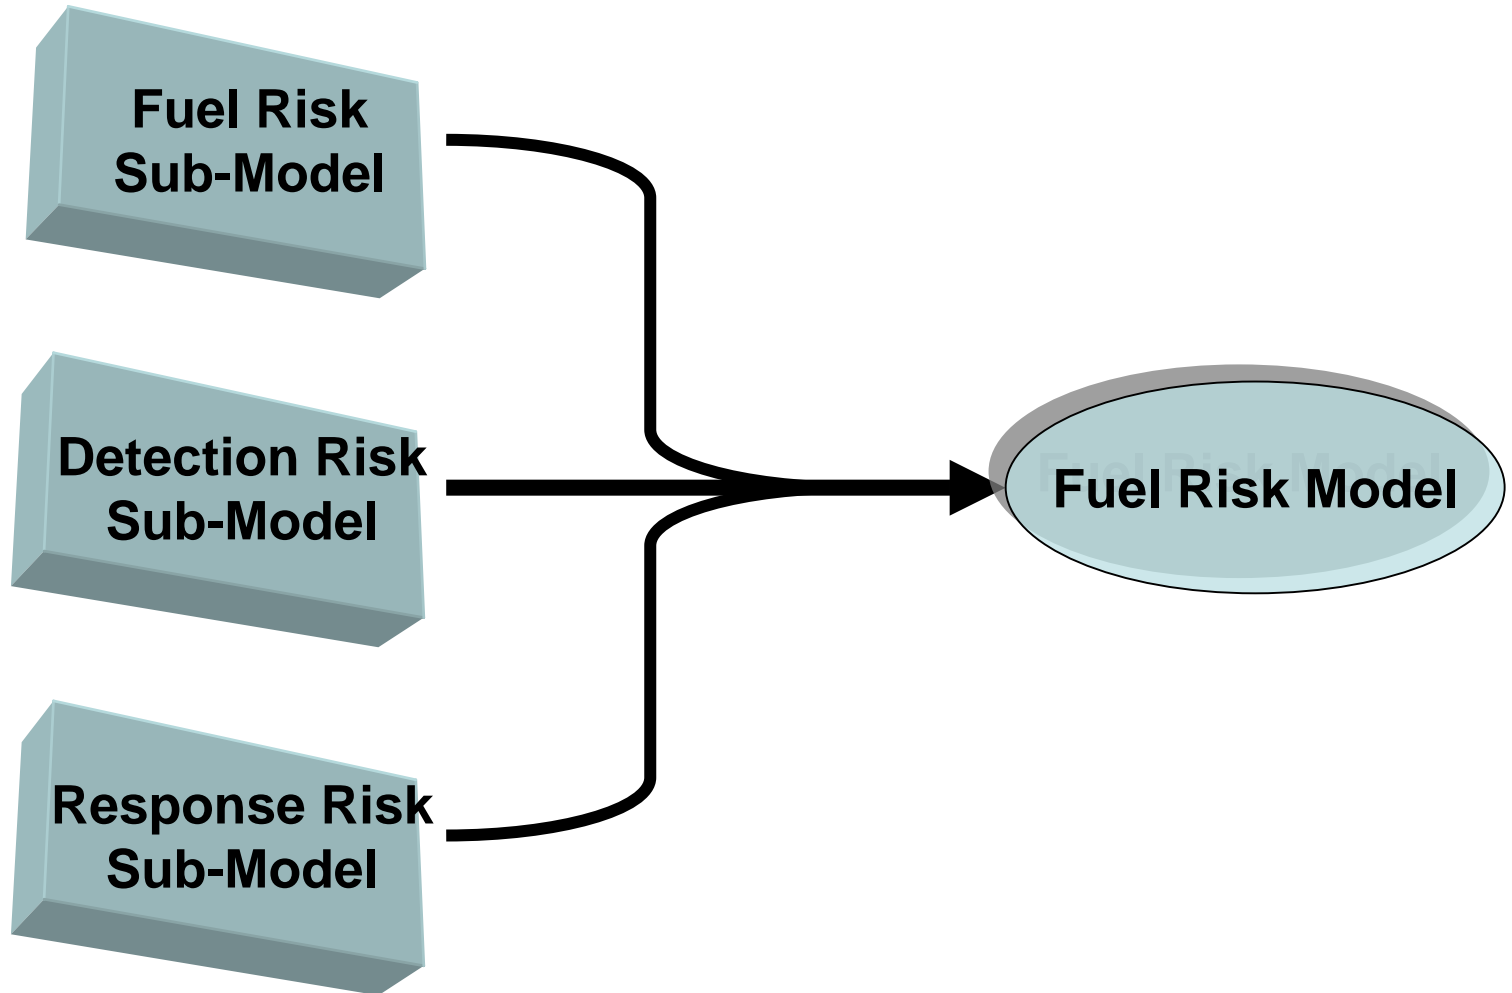 Fuel Risk
Sub-Model
Detection Risk
Sub-Model
Fuel Risk Model
Response Risk
Sub-Model